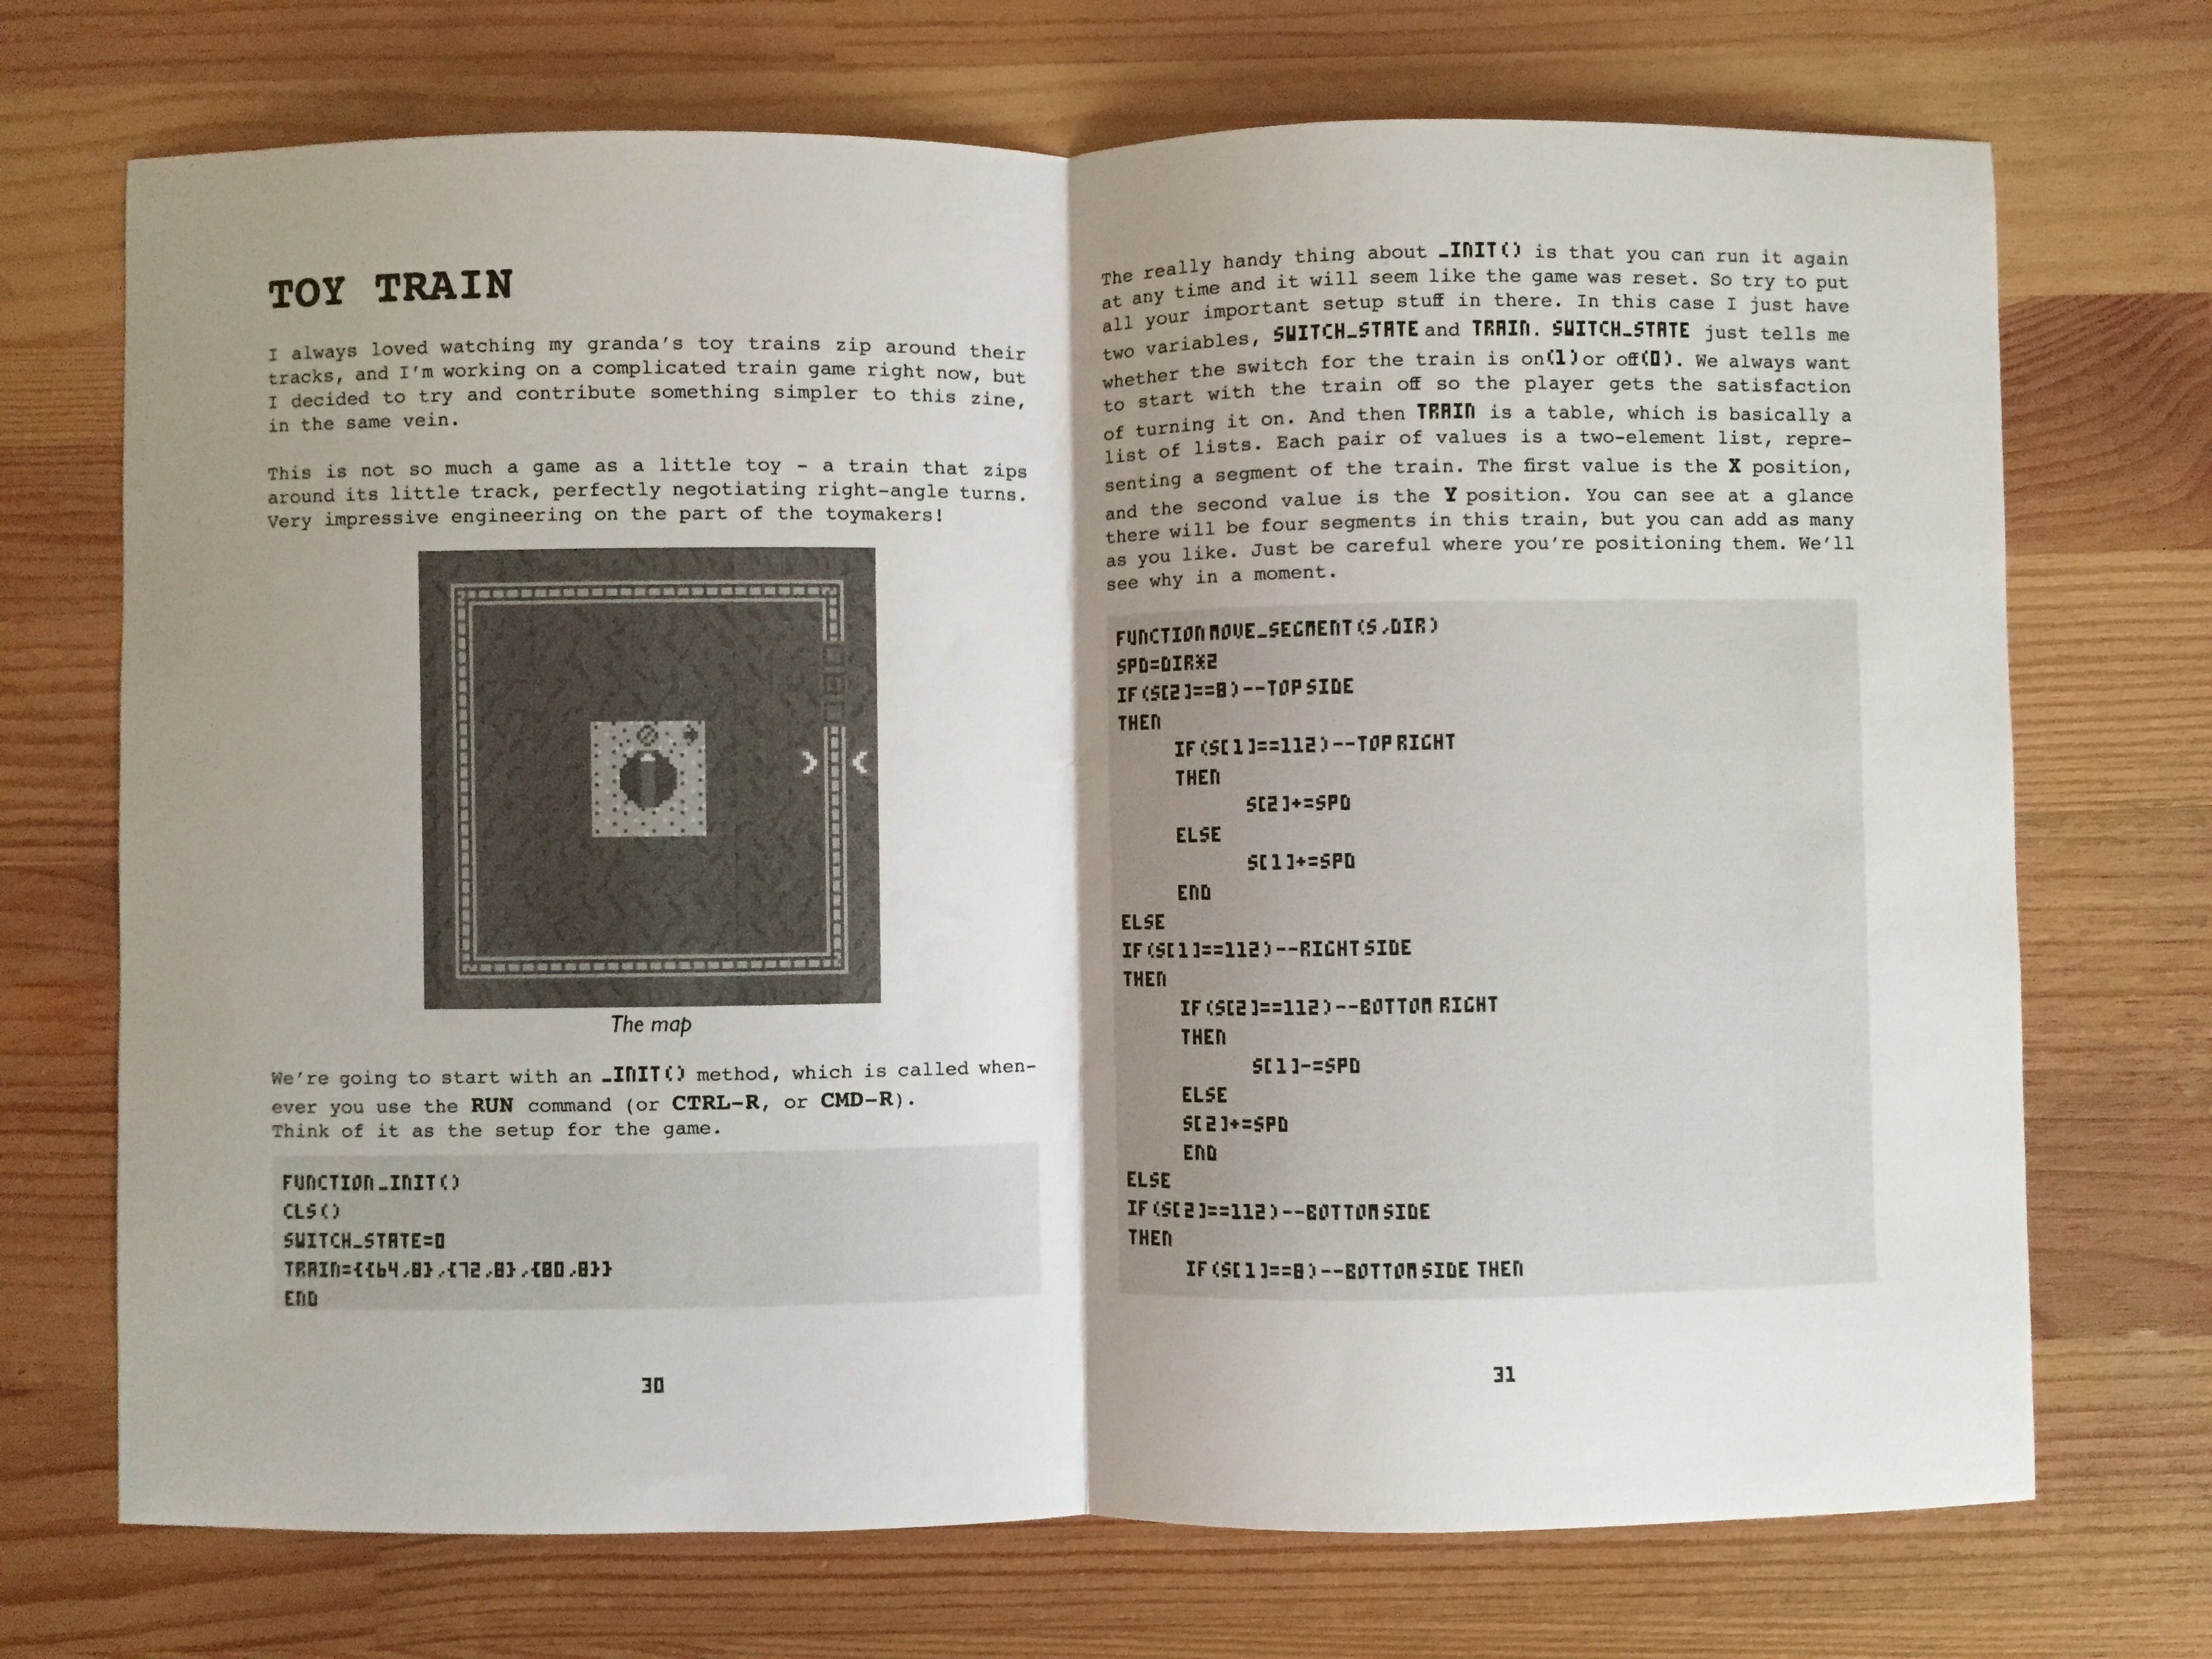 TOY TRAIN
I always loved watching my granda's toy trains zip around their
tracks, and I'm working on a complicated train game right now, but
I decided to try and contribute something simpler to this zine,
in the same vein.
This is not so much a game as a little toy – a train that zips
around its little track, perfectly negotiating right-angle turns.
Very impressive engineering on the part of the toymakers!
The map
We're going to start with an _INIT() method, which is called when-
ever you use the RUN command (or CTRL-R, or CMD-R).
Think of it as the setup for the game.
FUNCTION _INIT()
CLS()
SWITCH_STATE=0
TRAIN={{64,8},{72,8},{80,8}}
END
30
The really handy thing about _INIT() is that you can run it again
at any time and it will seem like the game was reset. So try to put
all your important setup stuff in there. In this case I just have
two variables, SWITCH_STATE and TRAIN. SWITCH_STATE just tells me
whether the switch for the train is on(1) or off(0). We always want
to start with the train off so the player gets the satisfaction
of turning it on. And then TRAIN is a table, which is basically a
list of lists. Each pair of values is a two-element list, repre-
senting a segment of the train. The first value is the X position,
and the second value is the Y position. You can see at a glance
there will be four segments in this train, but you can add as many
as you like. Just be careful where you're positioning them. We'll
see why in a moment.
FUNCTION MOVE_SEGMENT(S,DIR)
SPD=DIR*2
IF(S[2]==8)--TOP SIDE
THEN
IF(S[1]==112)--TOP RIGHT
THEN
S[2]+=SPD
ELSE
S[1]+=SPD
END
ELSE
IF(S[1]==112)--RIGHT SIDE
THEN
IF(S[2]==112)--BOTTOM RIGHT
THEN
S[1]-=SPD
ELSE
S[2]+=SPD
END
ELSE
IF(S[2]==112)--BOTTOM SIDE
THEN
IF(S[1]==8)--BOTTOM SIDE THEN
31